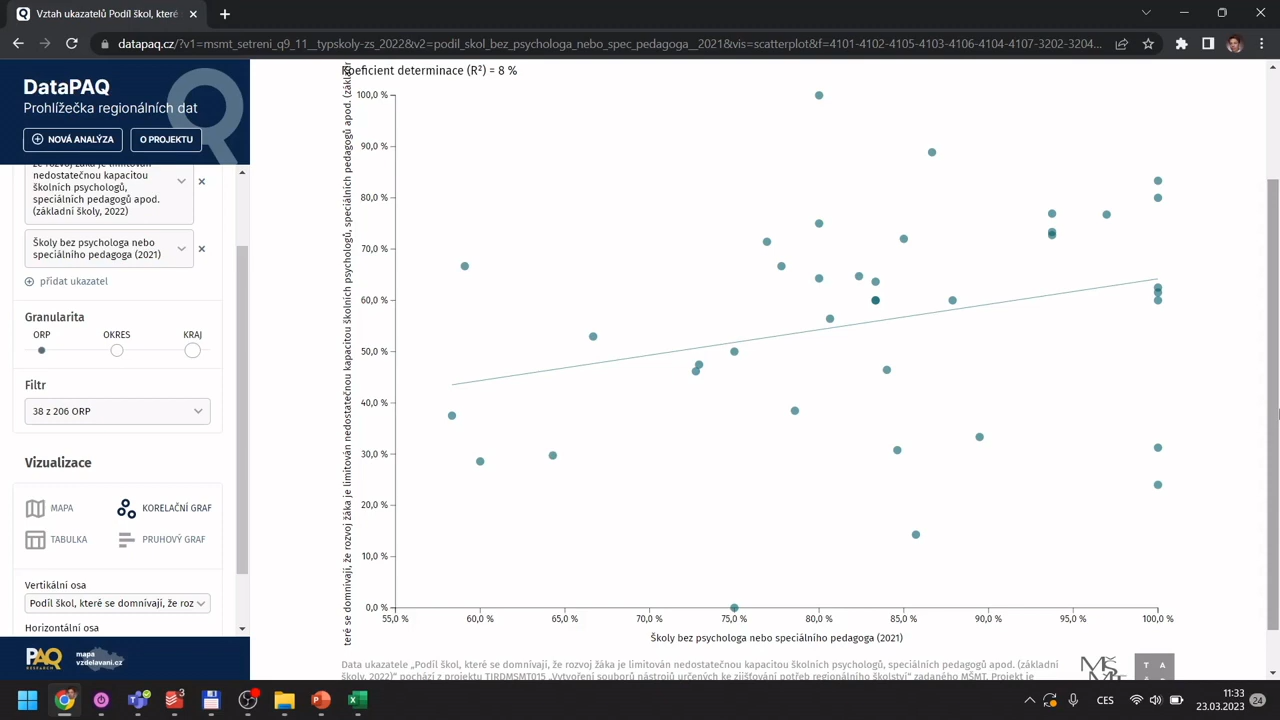 Vztah ukazatelů Podíl škol, které
datapaq.cz/?v1=msmt_setreni_q9_11__typskoly-zs_2022&v2=podil_skol_bez_psychologa_nebo_spec_pedagoga__2021&vis=scatterplot&f=4101-4102-4105-4103-4106-4104-4107-3202-3204...
DataPAQ
Prohlížečka regionálních dat
NOVÁ ANALÝZA
O PROJEKTU
že rozvoj žáka je limitován
nedostatečnou kapacitou
školních psychologů,
speciálních pedagogů apod.
(základní školy, 2022)
Školy bez psychologa nebo
speciálního pedagoga (2021)
přidat ukazatel
Granularita
ORP
OKRES
KRAJ
Filtr
38 z 206 ORP
Vizualizace
MAPA
KORELAČNÍ GRAF
TABULKA
PRUHOVÝ GRAF
Vertikální osa
Podíl škol, které se domnívají, že roz
Horizontální osa
PAQ
RESEARCH
mapa
vzdelavani.cz
Koeficient determinace (R²) = 8 %
teré se domnívají, že rozvoj žáka je limitován nedostatečnou kapacitou školních psychologů, speciálních pedagogů apod. (základr
100,0 %
90,0 %
80,0 %
70,0 %
60,0 %
50,0 %
40,0 %
30,0 %
20,0 %
10,0 %
0,0 %
55,0 %
60,0 %
65,0 %
70,0 %
75,0 %
80,0 %
85,0 %
90,0 %
95,0 %
100,0 %
Školy bez psychologa nebo speciálního pedagoga (2021)
Data ukazatele „Podíl škol, které se domnívají, že rozvoj žáka je limitován nedostatečnou kapacitou školních psychologů, speciálních pedagogů apod. (základní
školy, 2022)“ pochází z projektu TIRDMSMT015 „Vytvoření souborů nástrojů určených ke zjišťování potřeb regionálního školství“ zadaného MŠMT. Projekt je
T A
3
CES
11:33
23.03.2023
24